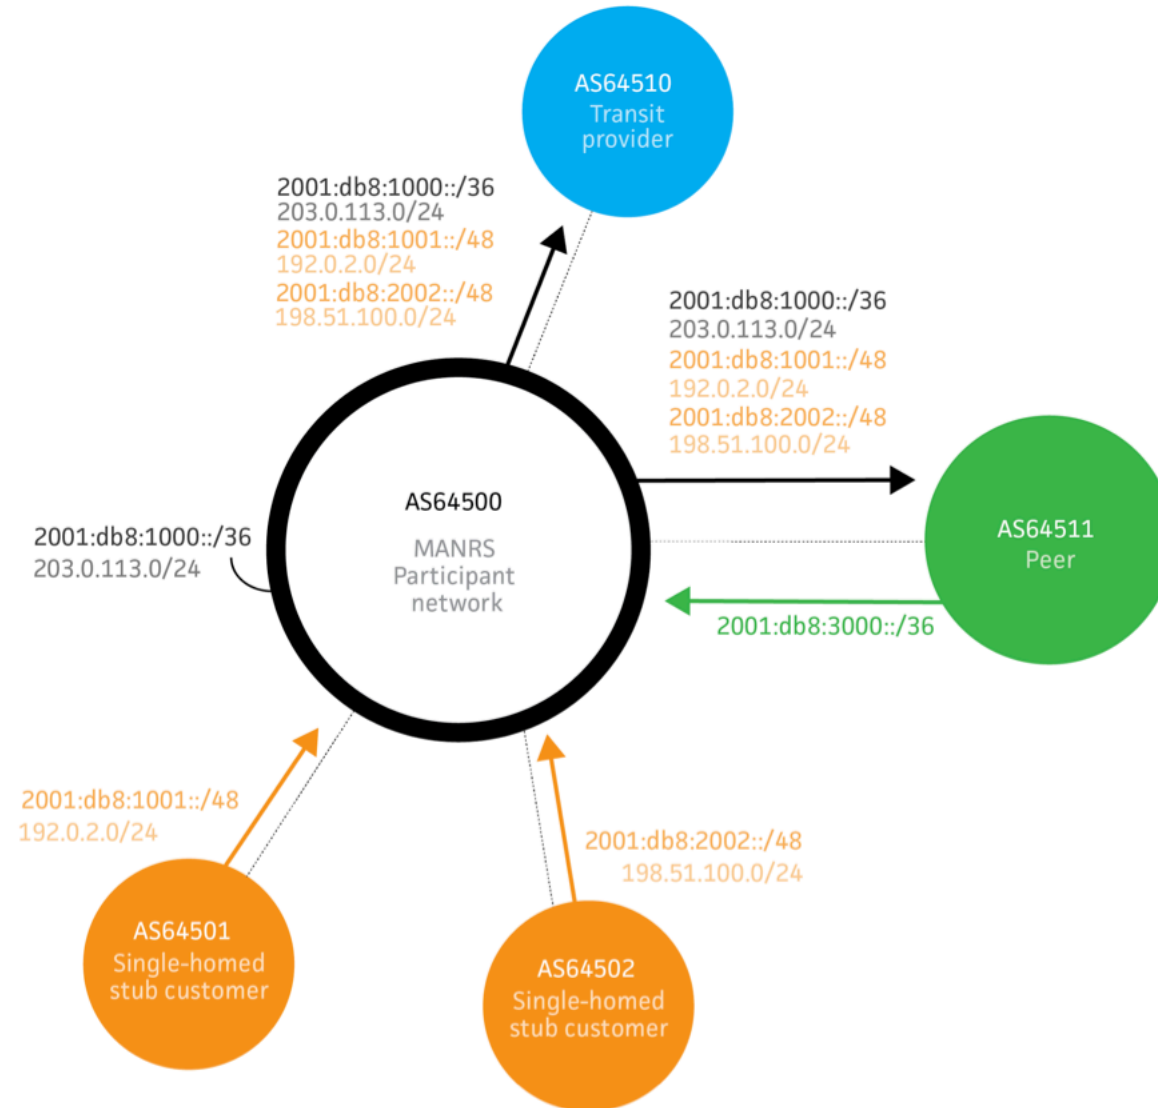 AS64510
Transit
provider
2001:db8:1000::/36
203.0.113.0/24
2001:db8:1001::/48
192.0.2.0/24
2001:db8:2002::/48
198.51.100.0/24
2001:db8:1000::/36
203.0.113.0/24
2001:db8:1001::/48
192.0.2.0/24
2001:db8:2002::/48
198.51.100.0/24
AS64500
MANRS
Participant
network
2001:db8:1000::/36
203.0.113.0/24
AS64511
Peer
2001:db8:3000::/36
2001:db8:1001::/48
192.0.2.0/24
2001:db8:2002::/48
198.51.100.0/24
AS64501
Single-homed
stub customer
AS64502
Single-homed
stub customer